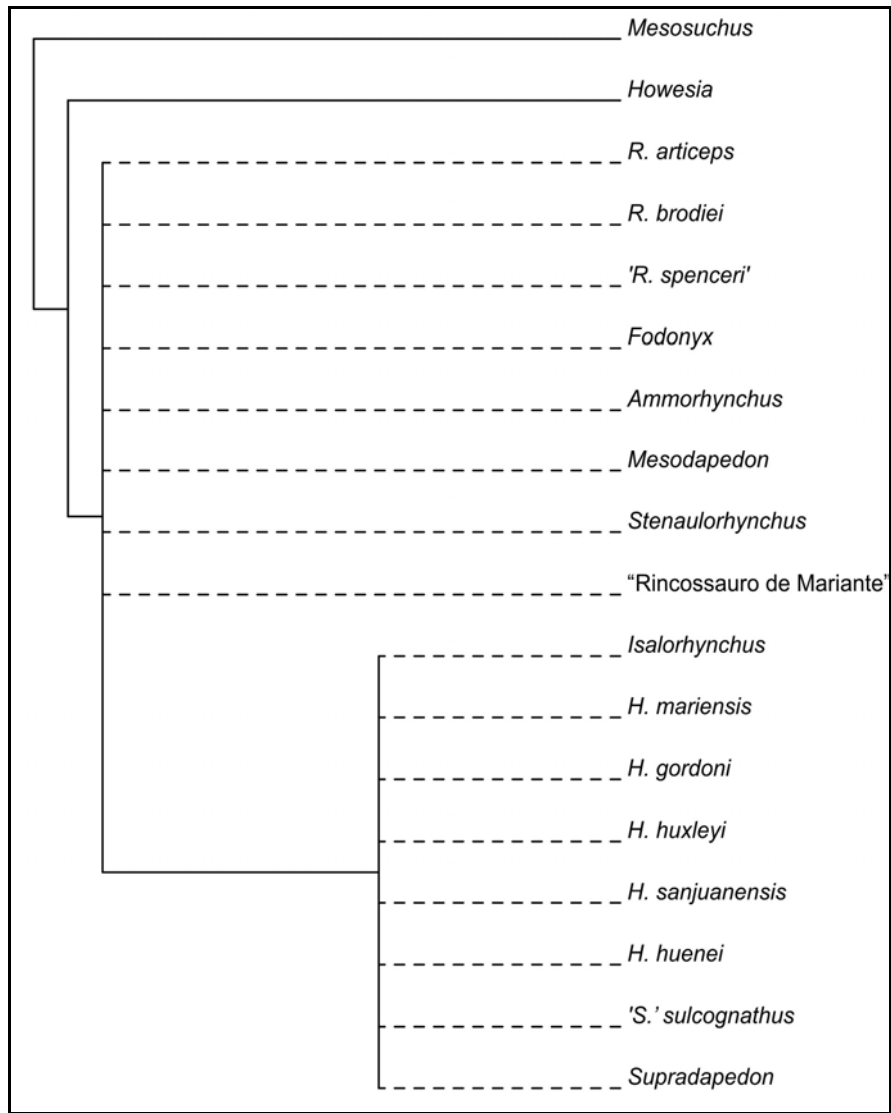 Mesosuchus
Howesia
R. articeps
R. brodiei
'R. spenceri'
Fodonyx
Ammorhynchus
Mesodapedon
Stenaulorhynchus
“Rincossauro de Mariante”
Isalorhynchus
H. mariensis
H. gordoni
H. huxleyi
H. sanjuanensis
H. huenei
'S.’ sulcognathus
Supradapedon